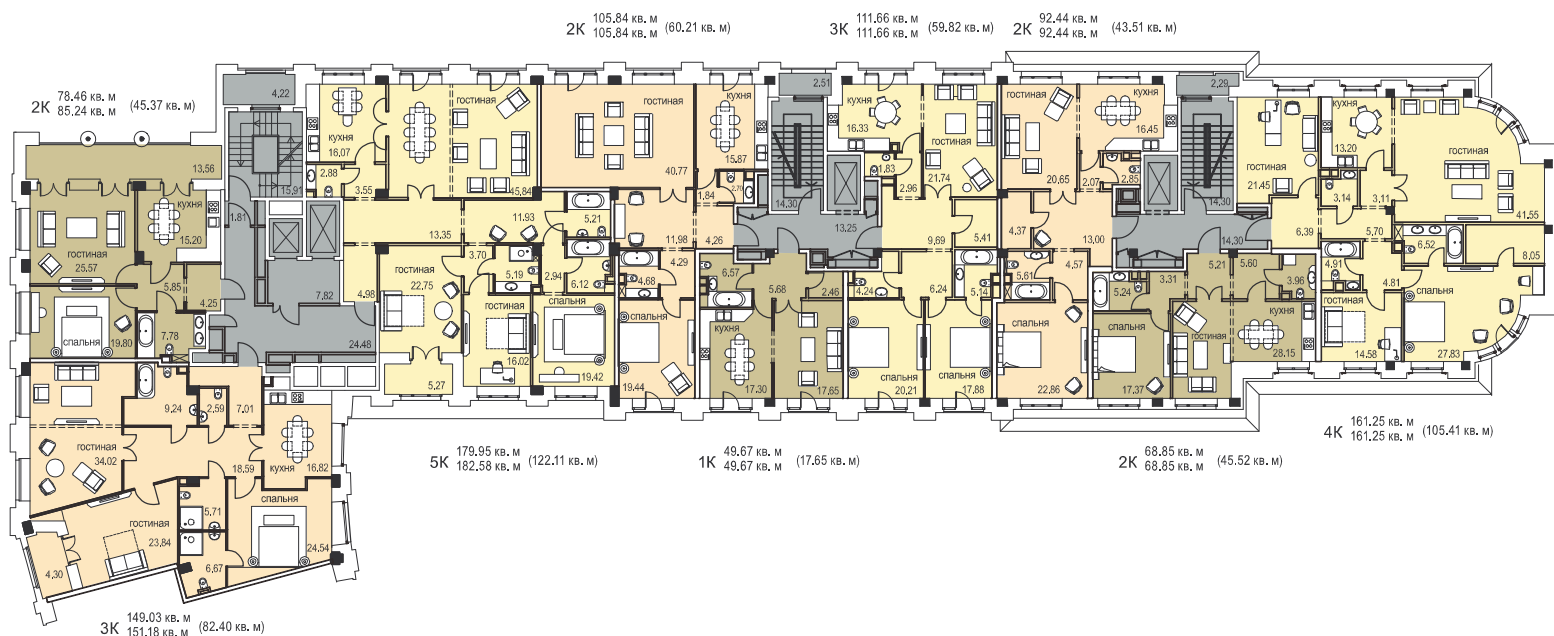 2К 105.84 кв. м 105.84 кв. м (60.21 кв. м)
3К 111.66 кв. м 111.66 кв. м (59.82 кв. м)
2К 92.44 кв. м 92.44 кв. м (43.51 кв. м)
2К 78.46 кв. м 85.24 кв. м (45.37 кв. м)
13.56
гостиная
25.57
кухня
15.20
5.85
4.25
спальня
19.80
7.78
4.22
15.91
1.81
7.82
24.48
кухня
16.07
2.88
3.55
гостиная
45.84
13.35
11.93
5.21
4.98
гостиная
22.75
3.70
5.19
2.94
6.12
16.02
спальня
19.42
5.27
гостиная
40.77
кухня
15.87
1.84
2.70
11.98
4.26
4.29
4.68
спальня
19.44
2.51
14.30
13.25
6.57
5.68
2.46
кухня
17.30
17.65
кухня
16.33
1.83
2.96
гостиная
21.74
9.69
5.41
4.24
6.24
5.14
спальня
20.21
спальня
17.88
гостиная
20.65
кухня
16.45
2.07
2.85
4.37
13.00
5.61
4.57
спальня
22.86
2.29
14.30
14.30
5.24
3.31
5.21
5.60
3.96
спальня
17.37
гостиная
кухня
28.15
гостиная
21.45
кухня
13.20
3.14
3.11
гостиная
41.55
6.39
5.70
6.52
8.05
4.91
4.81
гостиная
14.58
спальня
27.83
гостиная
34.02
9.24
2.59
7.01
18.59
кухня
16.82
5.71
спальня
24.54
гостиная
23.84
4.30
6.67
5К 179.95 кв. м 182.58 кв. м (122.11 кв. м)
1К 49.67 кв. м 49.67 кв. м (17.65 кв. м)
2К 68.85 кв. м 68.85 кв. м (45.52 кв. м)
4К 161.25 кв. м 161.25 кв. м (105.41 кв. м)
3К 149.03 кв. м 151.18 кв. м (82.40 кв. м)